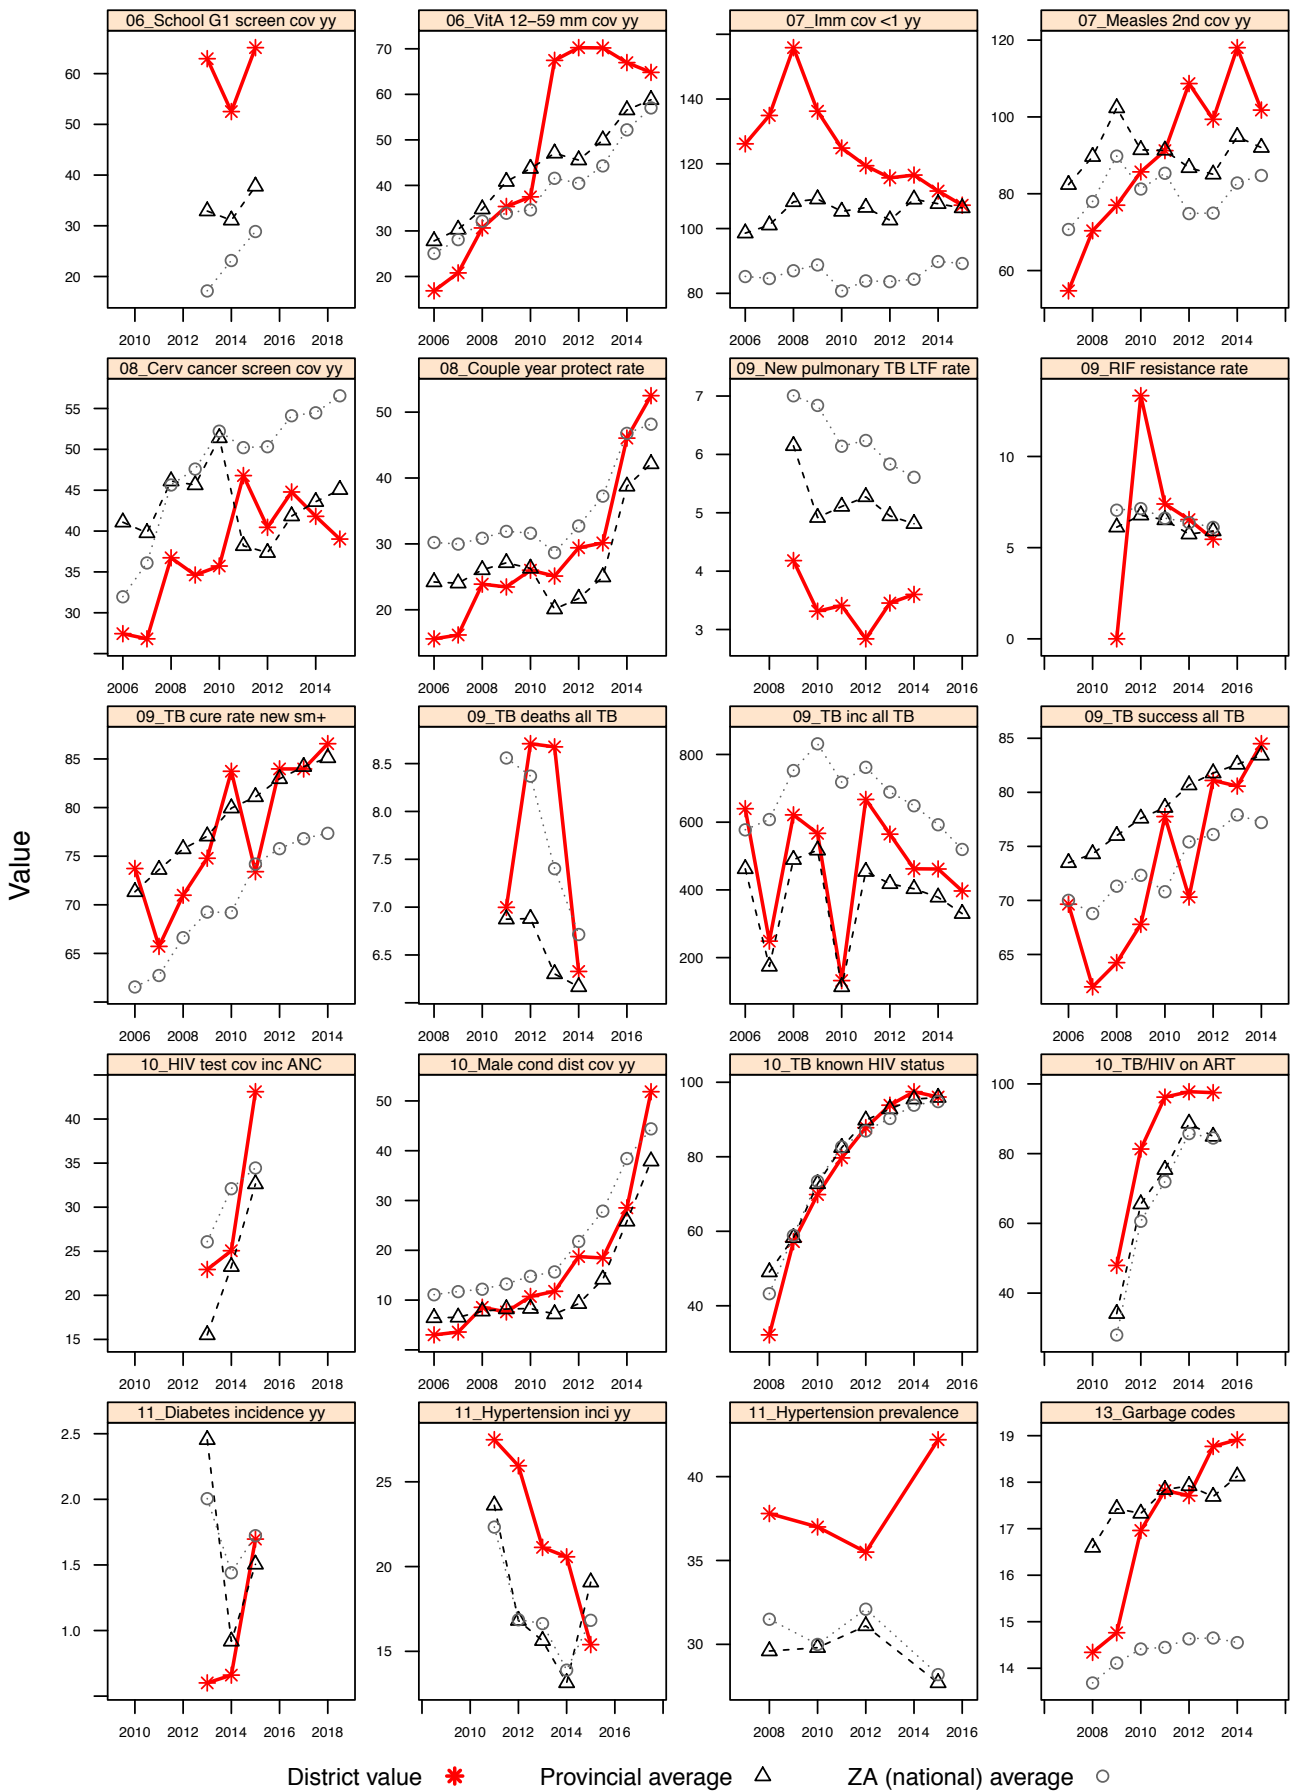 06_School G1 screen cov yy
06_VitA 12−59 mm cov yy
07_Imm cov <1 yy
07_Measles 2nd cov yy
20 30 40 50 60
20 30 40 50 60 70
80 100 120 140
60 80 100 120
2010 2012 2014 2016 2018
2006 2008 2010 2012 2014
2006 2008 2010 2012 2014
2008 2010 2012 2014 2016
08_Cerv cancer screen cov yy
08_Couple year protect rate
09_New pulmonary TB LTF rate
09_RIF resistance rate
30 35 40 45 50 55
20 30 40 50
3 4 5 6 7
0 5 10
2006 2008 2010 2012 2014
2006 2008 2010 2012 2014
2008 2010 2012 2014 2016
2010 2012 2014 2016
09_TB cure rate new sm+
09_TB deaths all TB
09_TB inc all TB
09_TB success all TB
65 70 75 80 85
6.5 7.0 7.5 8.0 8.5
200 400 600 800
65 70 75 80 85
2006 2008 2010 2012 2014
2010 2012 2014 2016
2006 2008 2010 2012 2014
2006 2008 2010 2012 2014
Value
10_HIV test cov inc ANC
10_Male cond dist cov yy
10_TB known HIV status
10_TB/HIV on ART
15 20 25 30 35 40
10 20 30 40 50
40 60 80 100
40 60 80 100
2010 2012 2014 2016 2018
2006 2008 2010 2012 2014
2008 2010 2012 2014 2016
2010 2012 2014 2016
11_Diabetes incidence yy
11_Hypertension inci yy
11_Hypertension prevalence
13_Garbage codes
1.0 1.5 2.0 2.5
15 20 25
30 35 40
14 15 16 17 18 19
2010 2012 2014 2016 2018
2010 2012 2014 2016
2008 2010 2012 2014 2016
2008 2010 2012 2014
District value Provincial average ZA (national) average